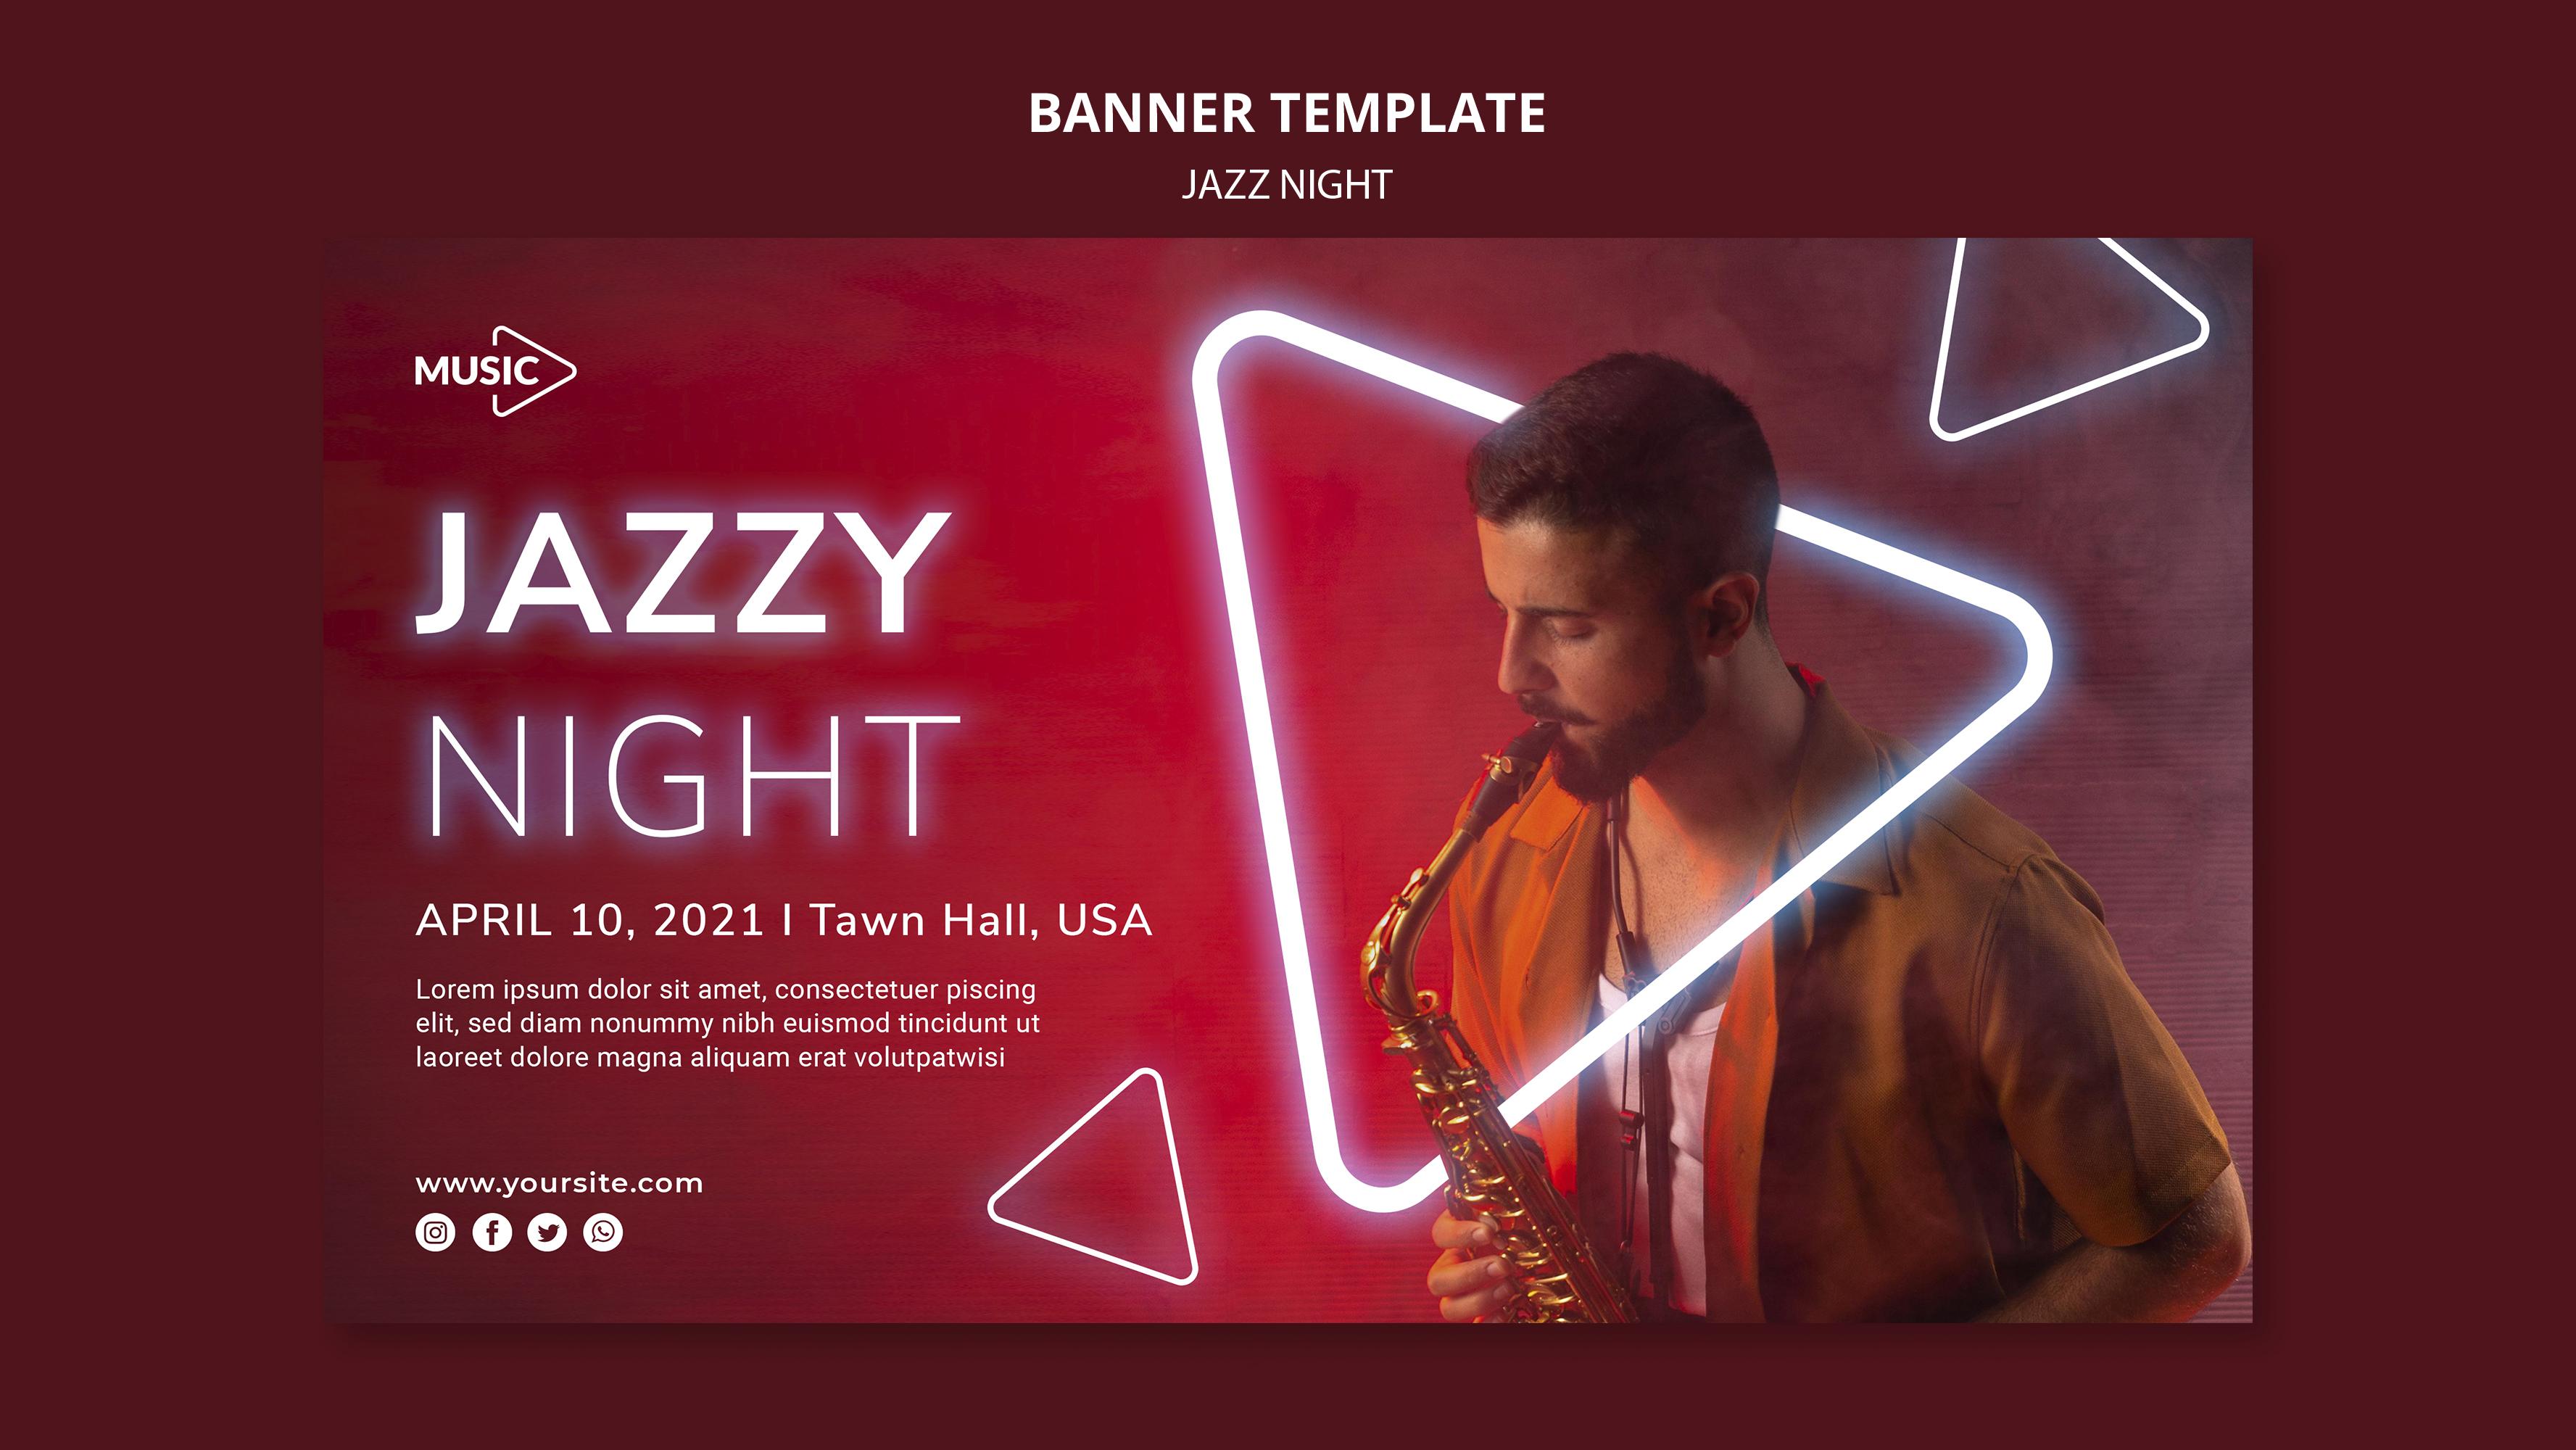 BANNER TEMPLATE
JAZZ NIGHT
MUSIC
JAZZY
NIGHT
APRIL 10, 2021 I Tawn Hall, USA
Lorem ipsum dolor sit amet, consectetuer piscing
elit, sed diam nonummy nibh euismod tincidunt ut
laoreet dolore magna aliquam erat volutpatwisi
www.yoursite.com